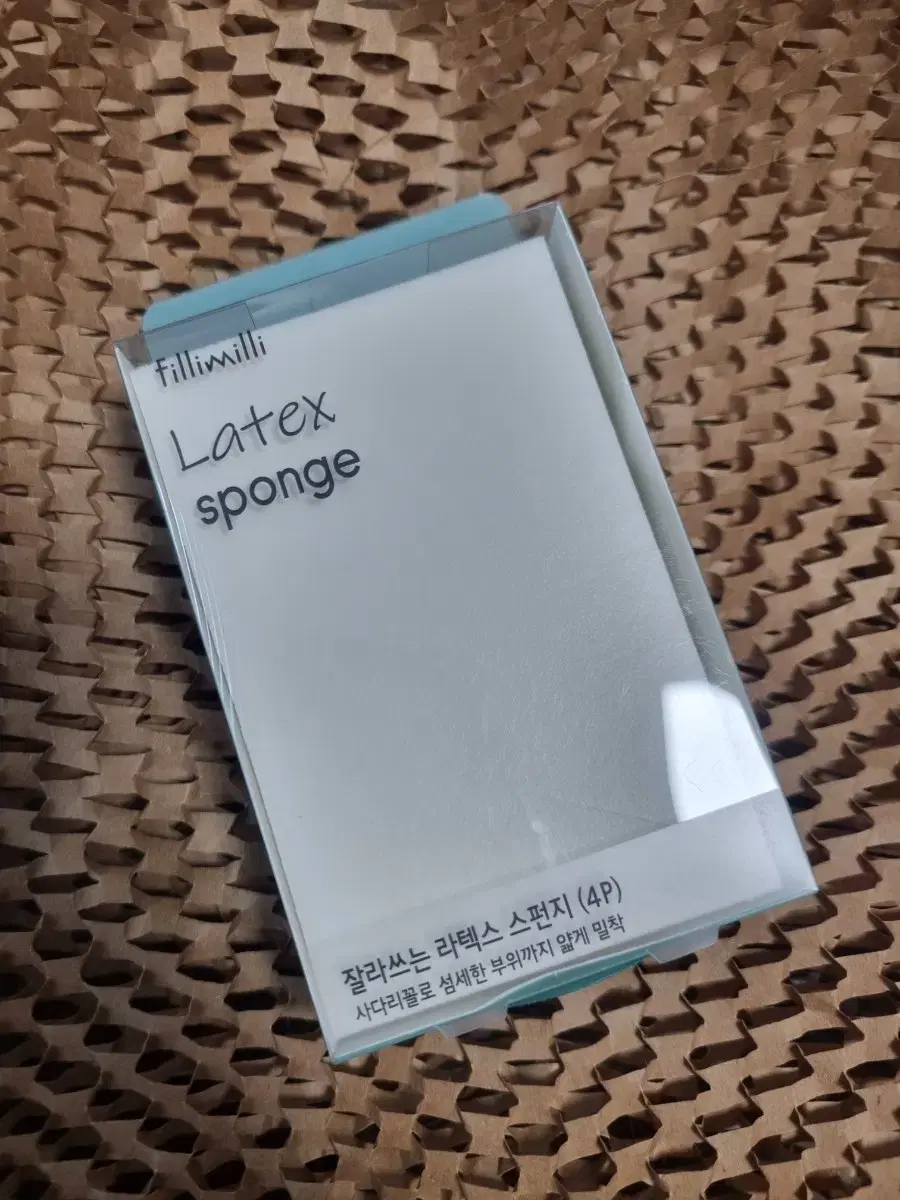 fillimilli
Latex
sponge
잘라쓰는 라텍스 스펀지 (4P)
사다리꼴로 섬세한 부위까지 얇게 밀착